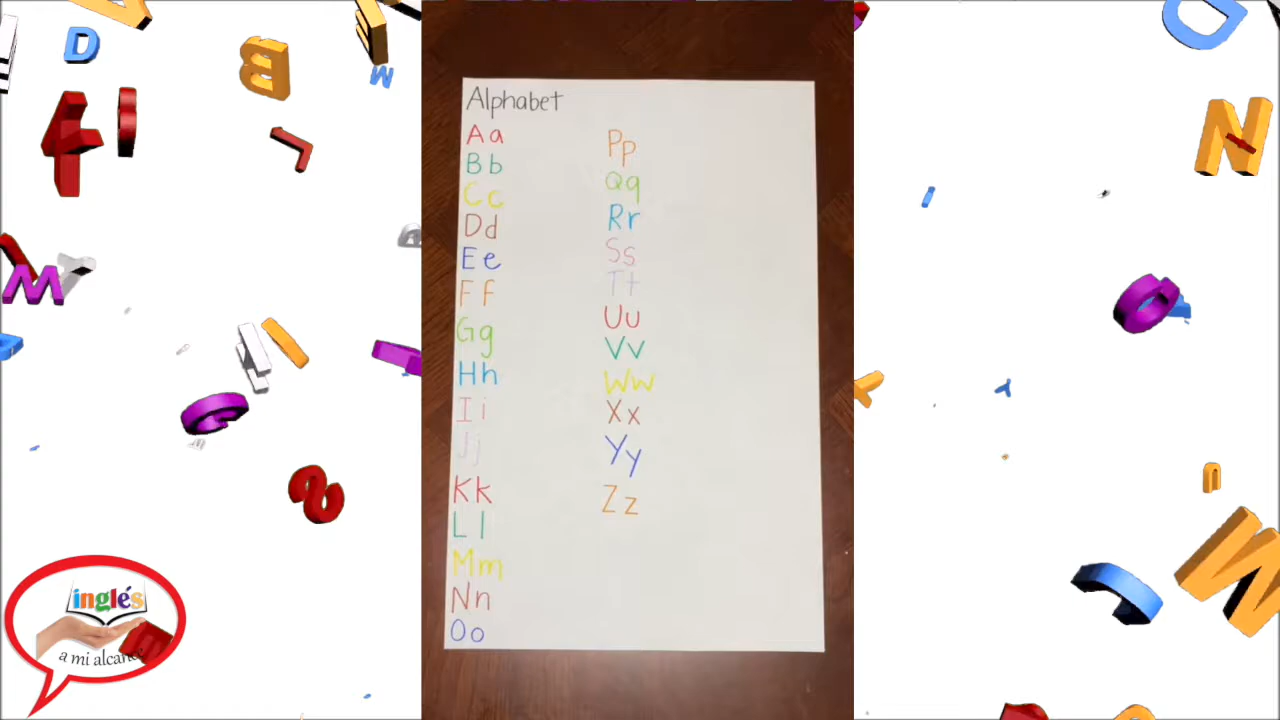 Alphabet
Aa
Bb
Cc
Dd
Ee
Ff
Gg
Hh
Ii
Jj
Kk
Ll
Mm
Nn
Oo
Pp
Qq
Rr
Ss
Tt
Uu
Vv
Ww
Xx
Yy
Zz
inglés
a mi alcance